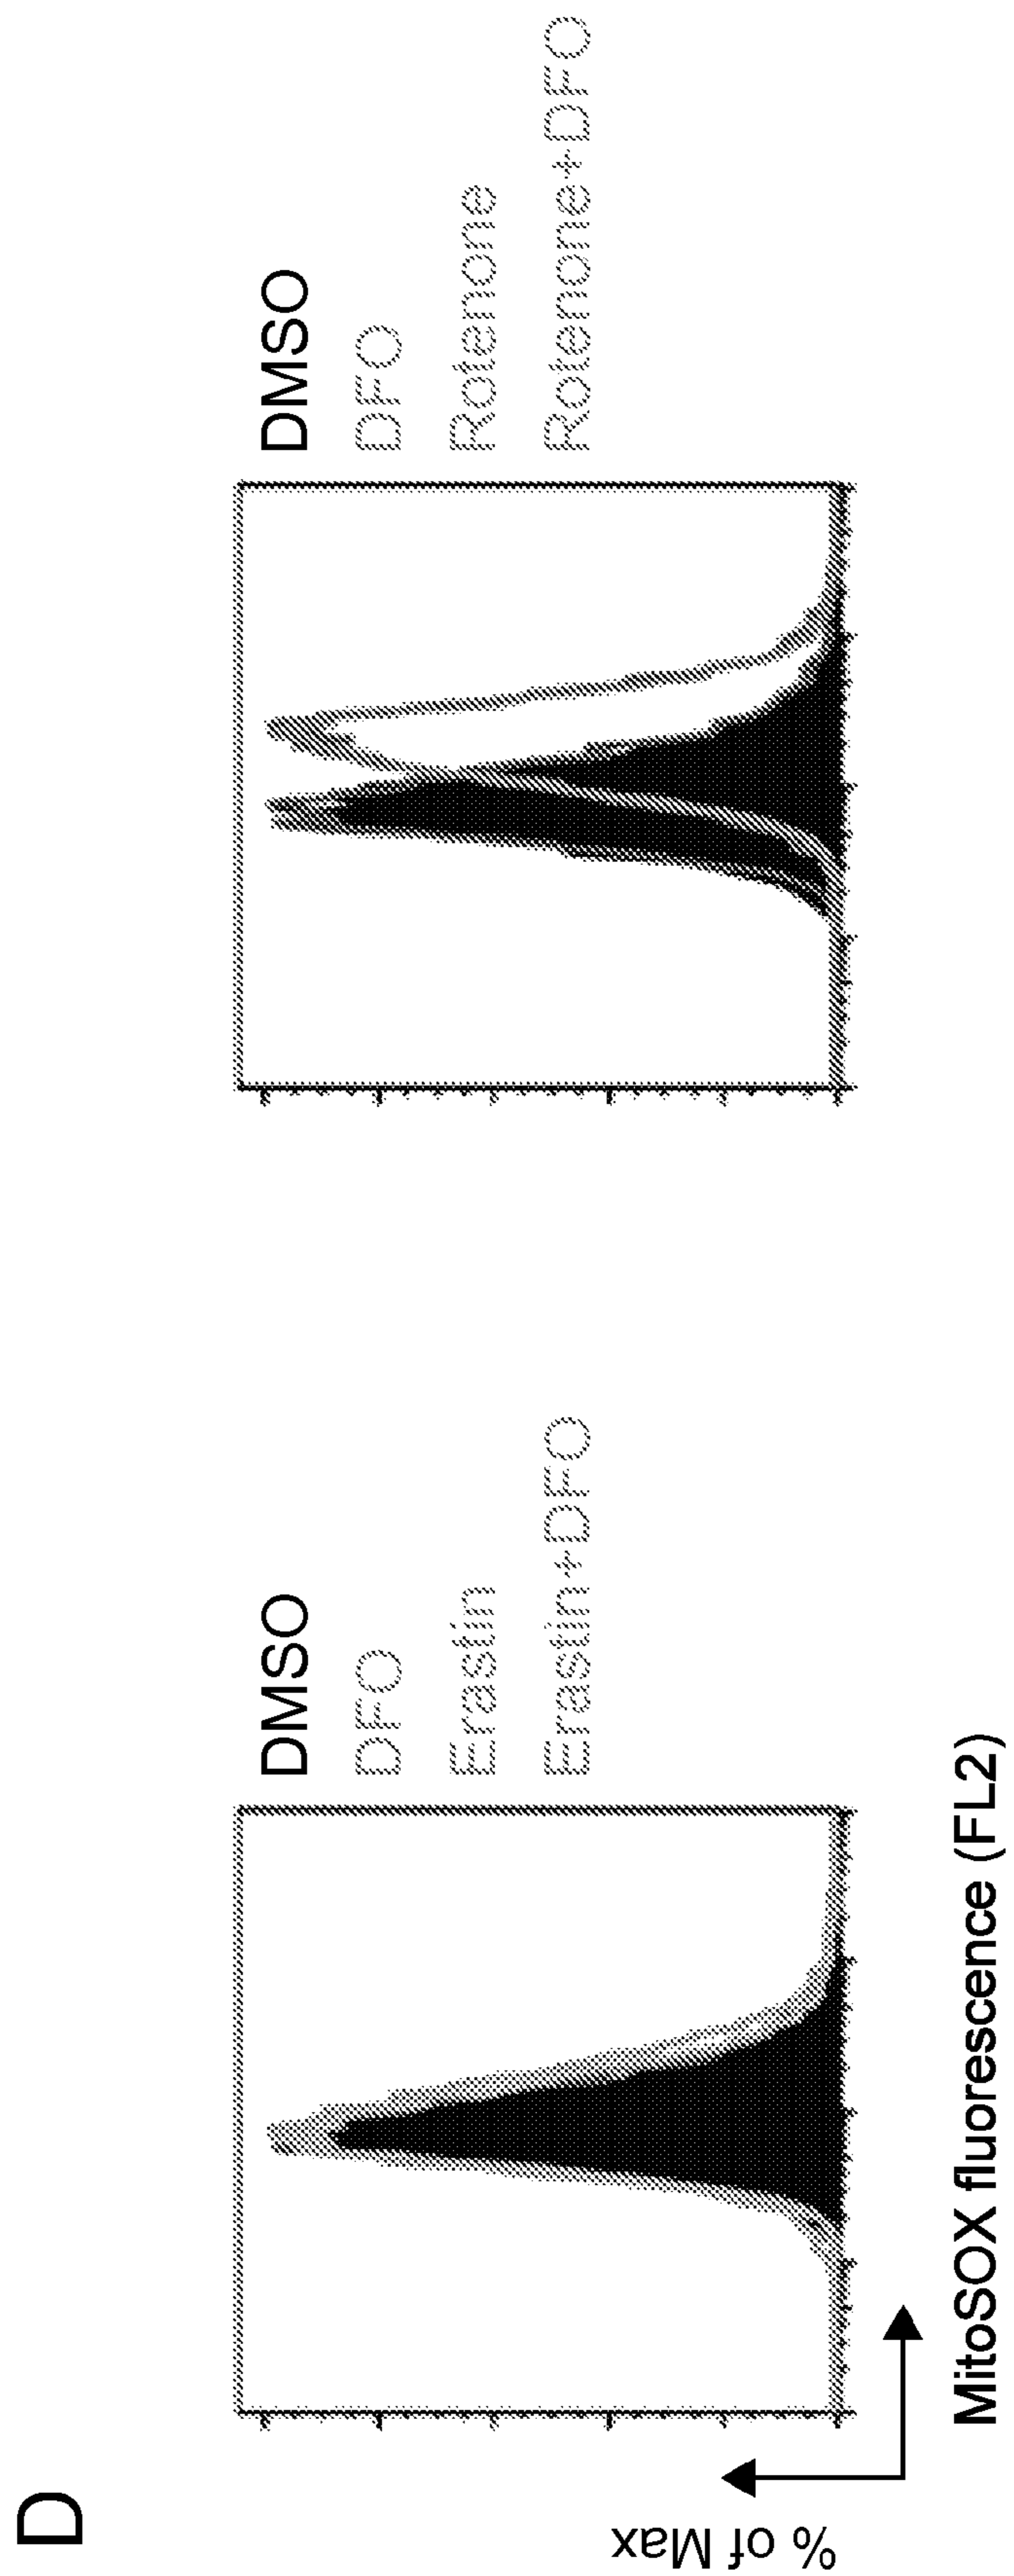 D
DMSO
DFO
Erastin
Erastin+DFO
DMSO
DFO
Rotenone
Rotenone+DFO
% of Max
MitoSOX fluorescence (FL2)